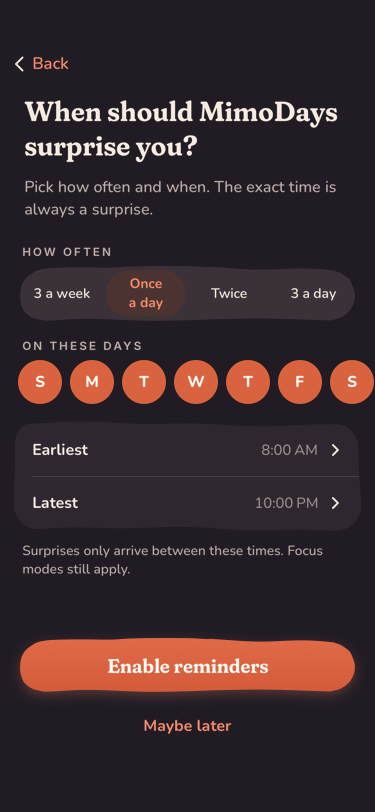 Back
When should MimoDays
surprise you?
Pick how often and when. The exact time is
always a surprise.
HOW OFTEN
3 a week Once a day Twice 3 a day
ON THESE DAYS
S M T W T F S
Earliest 8:00 AM
Latest 10:00 PM
Surprises only arrive between these times. Focus
modes still apply.
Enable reminders
Maybe later